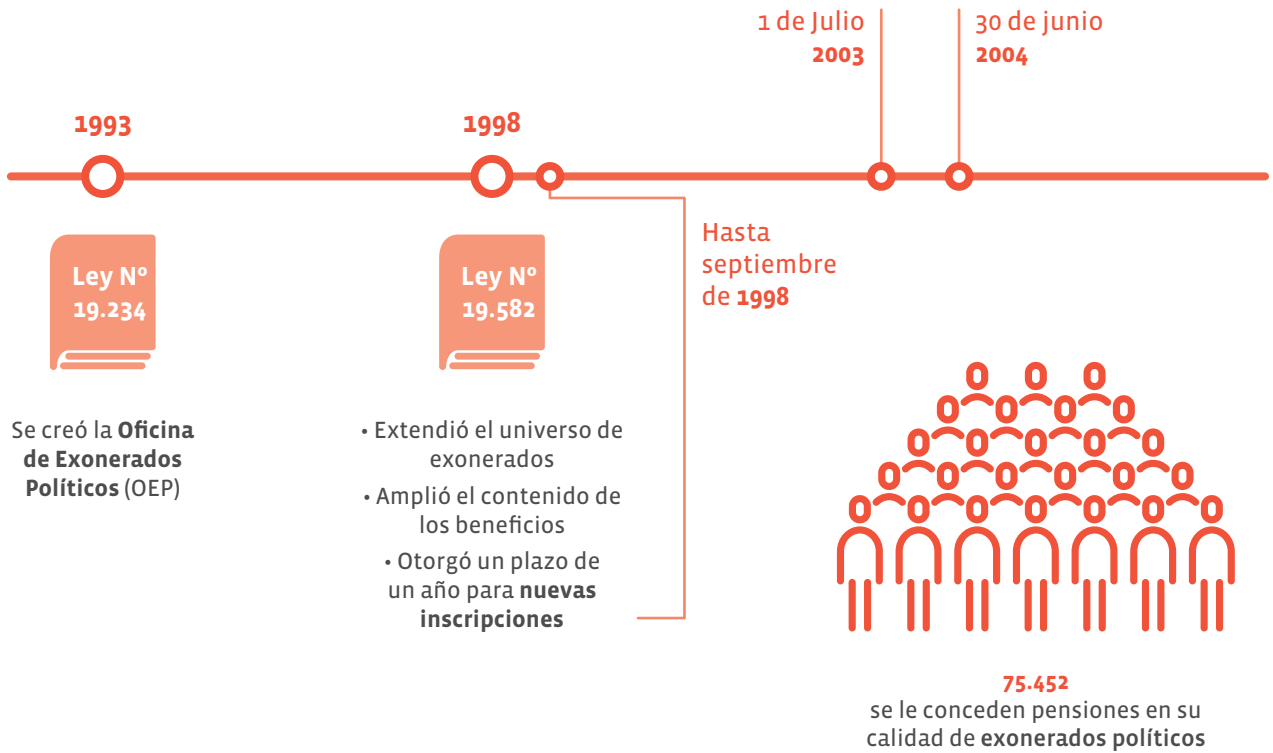 1 de Julio
2003
30 de junio
2004
1993
1998
Ley Nº
19.234
Ley Nº
19.582
Hasta
septiembre
de 1998
Se creó la Oficina
de Exonerados
Políticos (OEP)
• Extendió el universo de
exonerados
• Amplió el contenido de
los beneficios
• Otorgó un plazo de
un año para nuevas
inscripciones
75.452
se le conceden pensiones en su
calidad de exonerados políticos